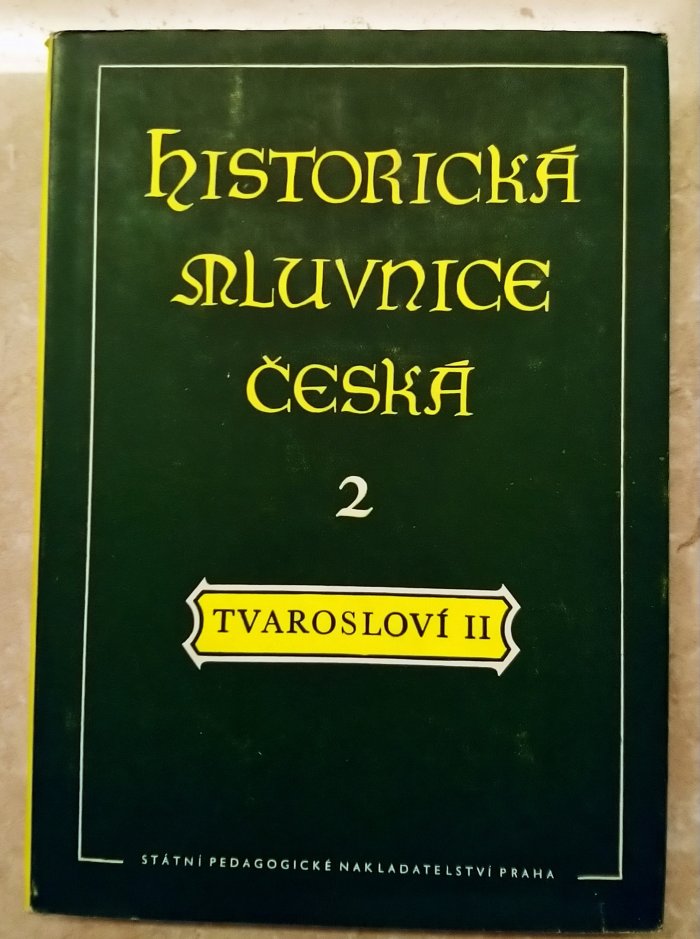 HISTORICKÁ
MLUVNICE
ČESKÁ
2
TVAROSLOVÍ II
STÁTNÍ PEDAGOGICKÉ NAKLADATELSTVÍ PRAHA